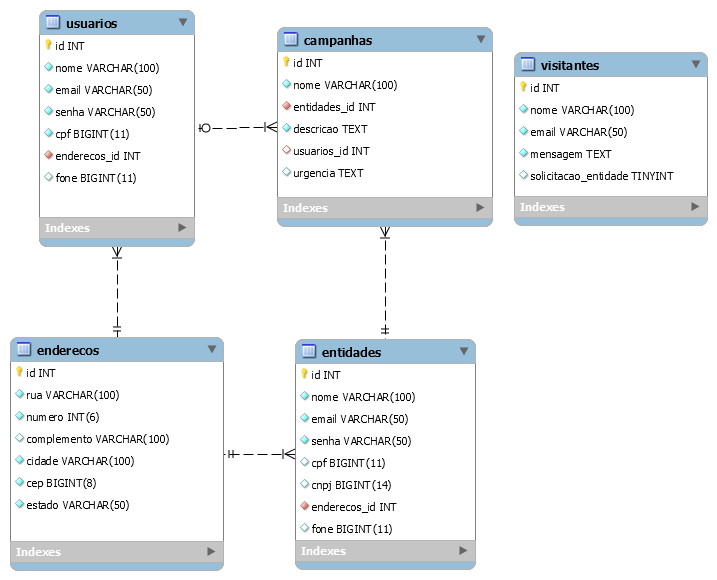 usuarios
id INT
nome VARCHAR(100)
email VARCHAR(50)
senha VARCHAR(50)
cpf BIGINT(11)
enderecos_id INT
fone BIGINT(11)
Indexes
campanhas
id INT
nome VARCHAR(100)
entidades_id INT
descricao TEXT
usuarios_id INT
urgencia TEXT
Indexes
visitantes
id INT
nome VARCHAR(100)
email VARCHAR(50)
mensagem TEXT
solicitacao_entidade TINYINT
Indexes
enderecos
id INT
rua VARCHAR(100)
numero INT(6)
complemento VARCHAR(100)
cidade VARCHAR(100)
cep BIGINT(8)
estado VARCHAR(50)
Indexes
entidades
id INT
nome VARCHAR(100)
email VARCHAR(50)
senha VARCHAR(50)
cpf BIGINT(11)
cnpj BIGINT(14)
enderecos_id INT
fone BIGINT(11)
Indexes